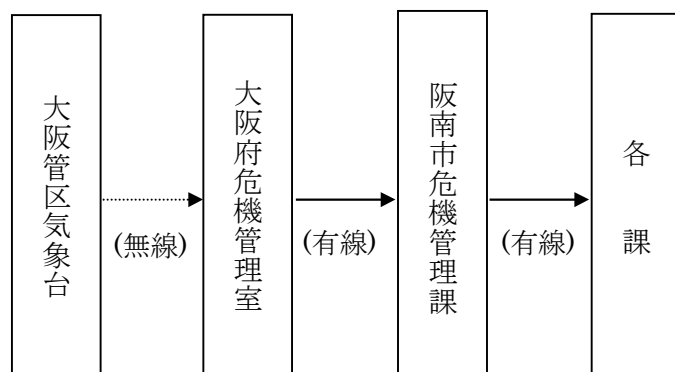 大阪管区気象台
(無線)
大阪府危機管理室
(有線)
阪南市危機管理課
(有線)
各課